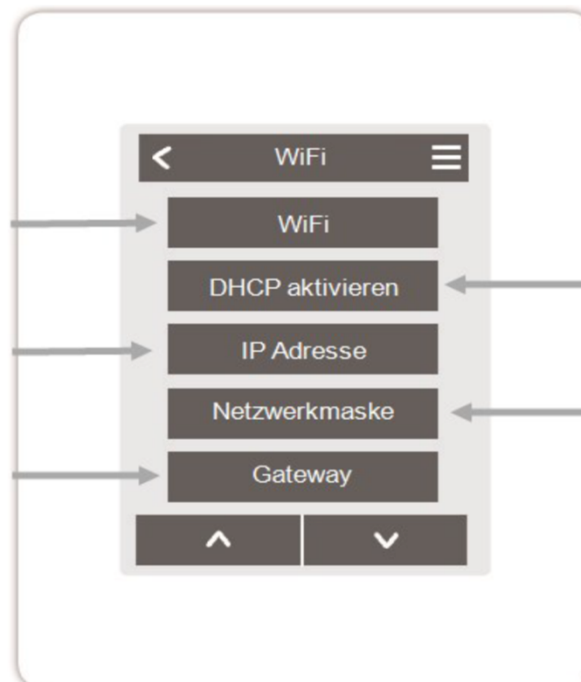 WiFi
WiFi
DHCP aktivieren
IP Adresse
Netzwerkmaske
Gateway